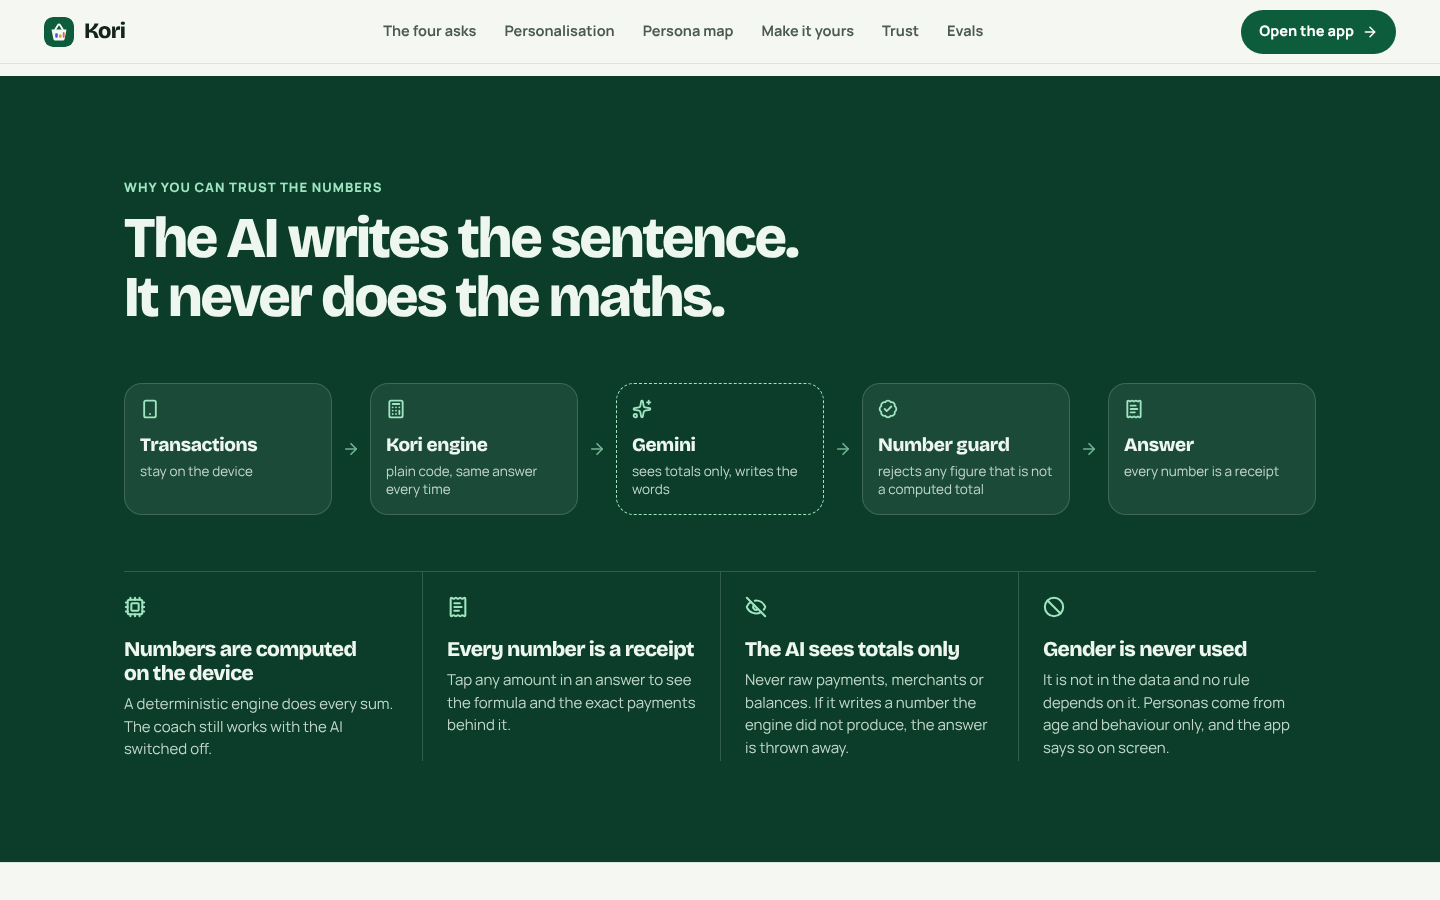 Kori
The four asks
Personalisation
Persona map
Make it yours
Trust
Evals
Open the app →
WHY YOU CAN TRUST THE NUMBERS
The AI writes the sentence.
It never does the maths.
Transactions
stay on the device
→
Kori engine
plain code, same answer
every time
→
Gemini
sees totals only, writes the
words
→
Number guard
rejects any figure that is not
a computed total
→
Answer
every number is a receipt
Numbers are computed
on the device
A deterministic engine does every sum.
The coach still works with the AI
switched off.
Every number is a receipt
Tap any amount in an answer to see
the formula and the exact payments
behind it.
The AI sees totals only
Never raw payments, merchants or
balances. If it writes a number the
engine did not produce, the answer
is thrown away.
Gender is never used
It is not in the data and no rule
depends on it. Personas come from
age and behaviour only, and the app
says so on screen.